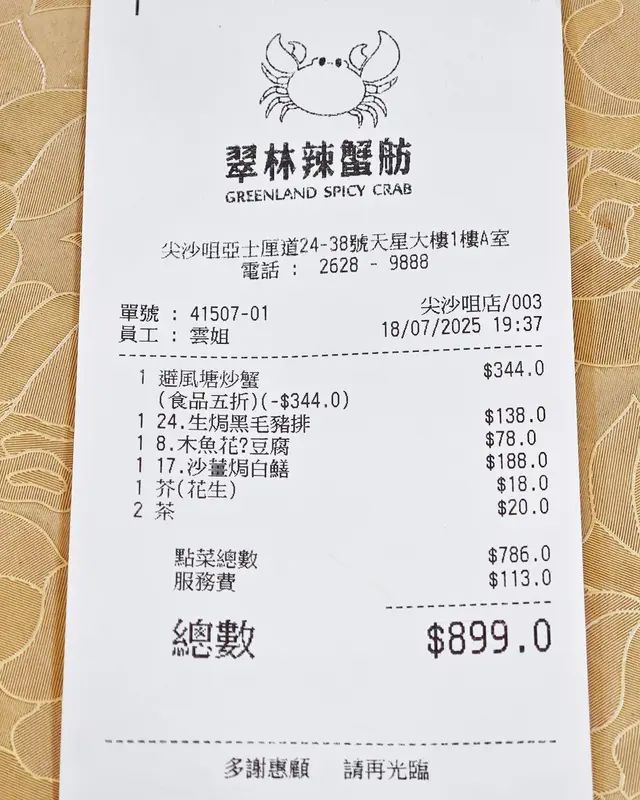 翠林辣蟹舫
GREENLAND SPICY CRAB
尖沙咀亞士厘道24-38號天星大樓1樓A室
電話 : 2628 - 9888
單號 : 41507-01 尖沙咀店/003
員工 : 雲姐 18/07/2025 19:37
1 避風塘炒蟹 $344.0
(食品五折)(-$344.0)
1 24.生焗黑毛豬排 $138.0
1 8.木魚花?豆腐 $78.0
1 17.沙薑焗白鱔 $188.0
1 芥(花生) $18.0
2 茶 $20.0
點菜總數 $786.0
服務費 $113.0
總數 $899.0
多謝惠顧 請再光臨